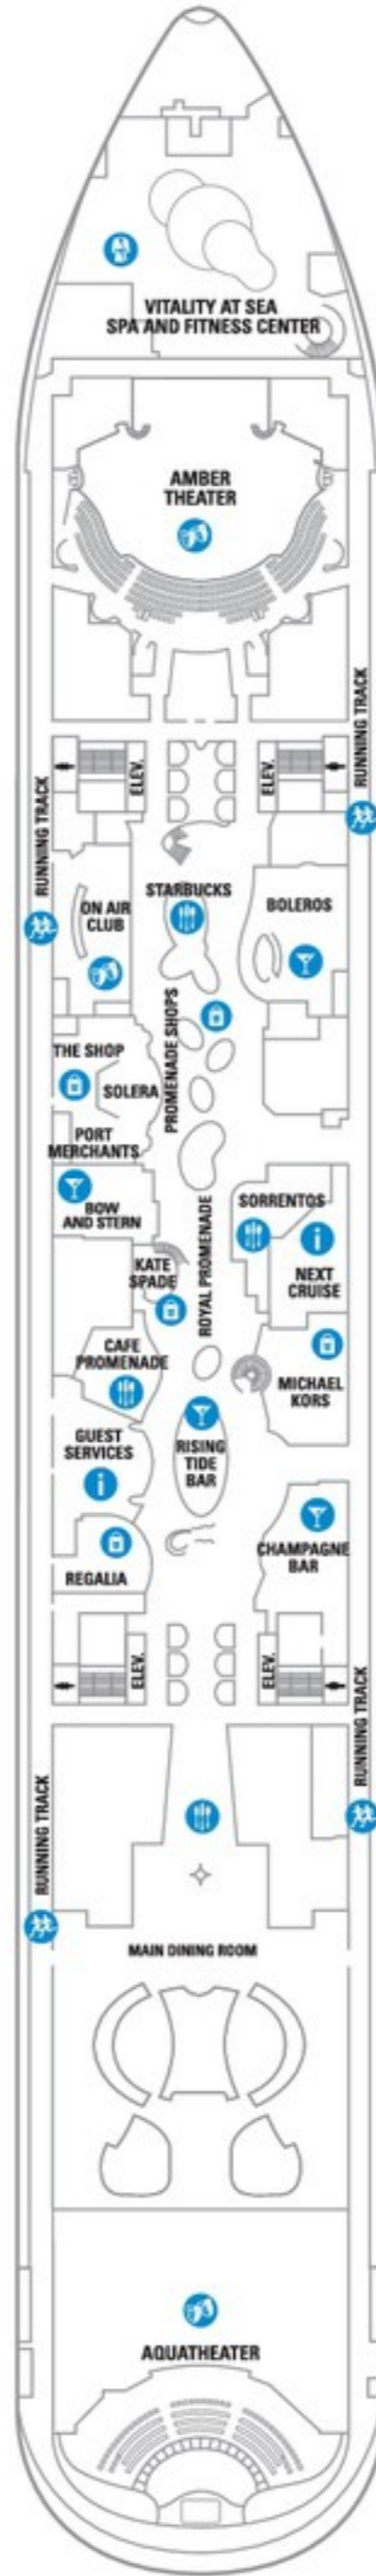 VITALITY AT SEA
SPA AND FITNESS CENTER
AMBER
THEATER
RUNNING TRACK
ELEV.
ELEV.
RUNNING TRACK
STARBUCKS
ON AIR
CLUB
BOLEROS
PROMENADE SHOPS
THE SHOP
SOLERA
PORT
MERCHANTS
BOW
AND STERN
SORRENTOS
ROYAL PROMENADE
KATE
SPADE
NEXT
CRUISE
CAFE
PROMENADE
MICHAEL
KORS
GUEST
SERVICES
RISING
TIDE
BAR
CHAMPAGNE
BAR
REGALIA
ELEV.
ELEV.
RUNNING TRACK
RUNNING TRACK
MAIN DINING ROOM
AQUATHEATER